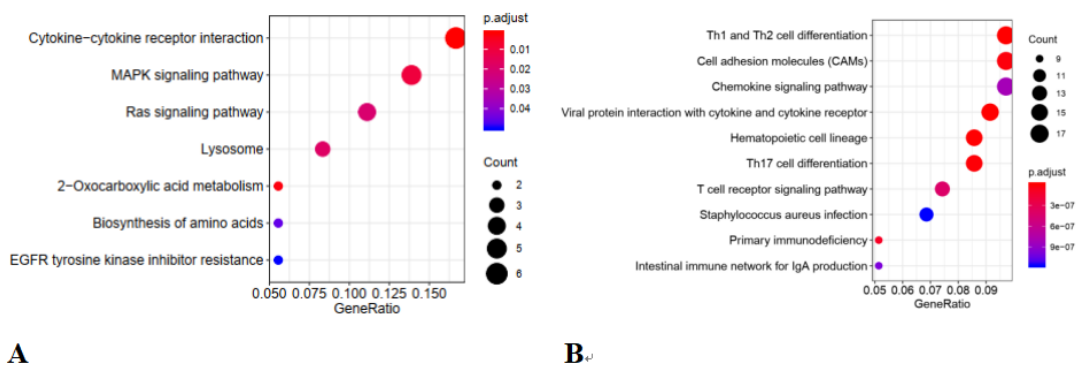 Cytokine−cytokine receptor interaction
MAPK signaling pathway
Ras signaling pathway
Lysosome
2−Oxocarboxylic acid metabolism
Biosynthesis of amino acids
EGFR tyrosine kinase inhibitor resistance
0.050 0.075 0.100 0.125 0.150
GeneRatio
p.adjust
0.01
0.02
0.03
0.04
Count
2
3
4
5
6
A
Th1 and Th2 cell differentiation
Cell adhesion molecules (CAMs)
Chemokine signaling pathway
Viral protein interaction with cytokine and cytokine receptor
Hematopoietic cell lineage
Th17 cell differentiation
T cell receptor signaling pathway
Staphylococcus aureus infection
Primary immunodeficiency
Intestinal immune network for IgA production
0.05 0.06 0.07 0.08 0.09
GeneRatio
Count
9
11
13
15
17
p.adjust
3e−07
6e−07
9e−07
B